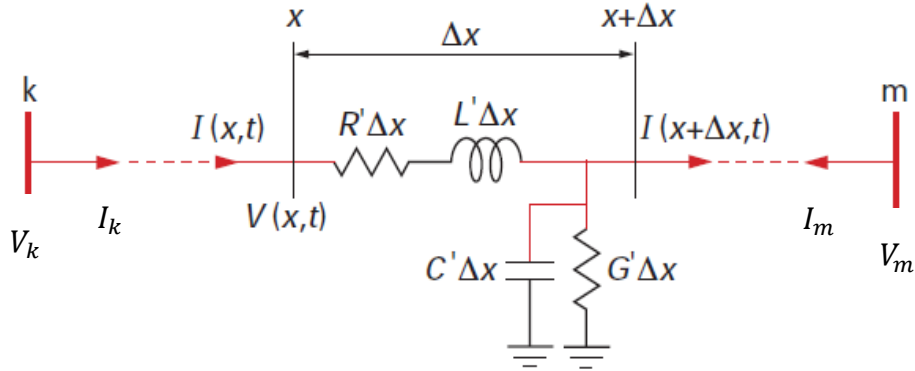 x
x+Δx
Δx
k
m
I (x,t)
R'Δx
L'Δx
I (x+Δx,t)
I_k
V (x,t)
I_m
V_k
V_m
C'Δx
G'Δx